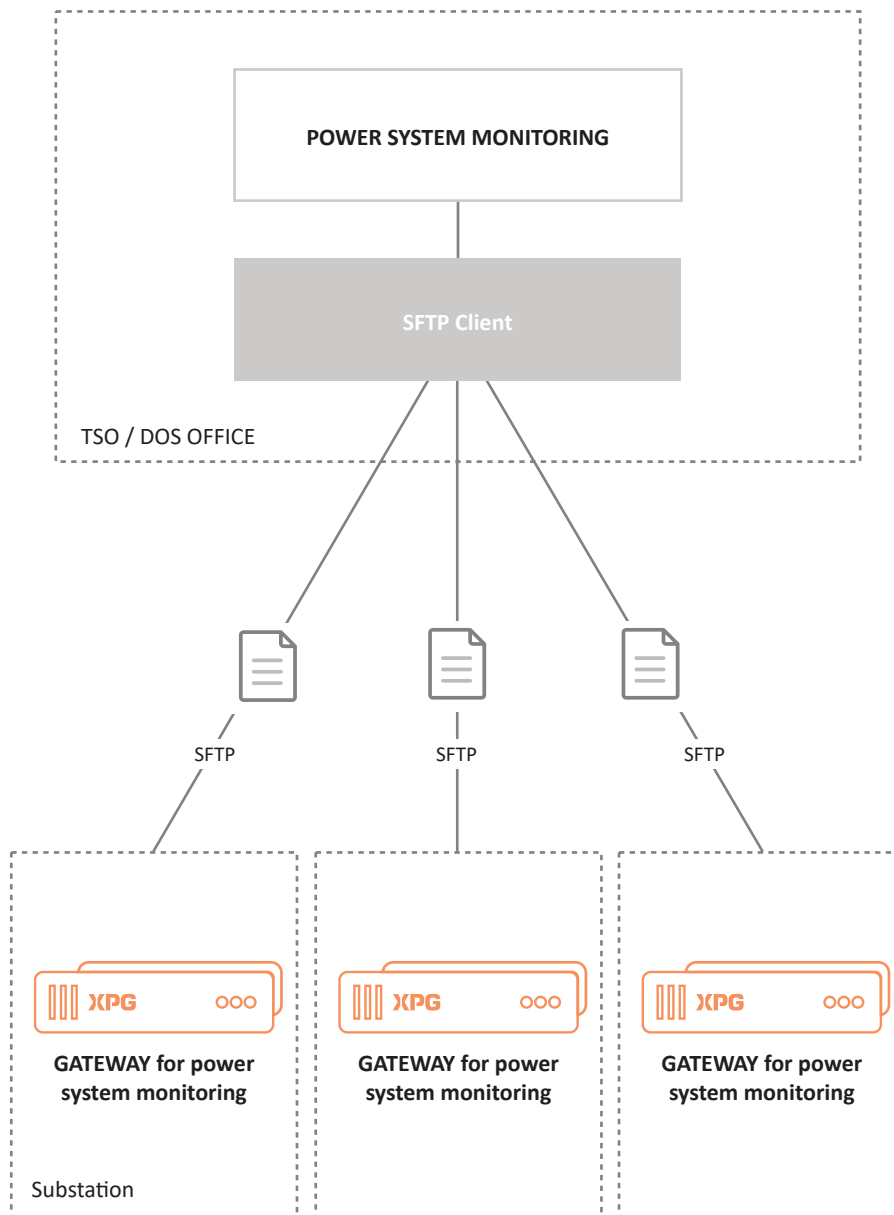 POWER SYSTEM MONITORING
SFTP Client
TSO / DOS OFFICE
SFTP
SFTP
SFTP
XPG
XPG
XPG
GATEWAY for power
system monitoring
GATEWAY for power
system monitoring
GATEWAY for power
system monitoring
Substation